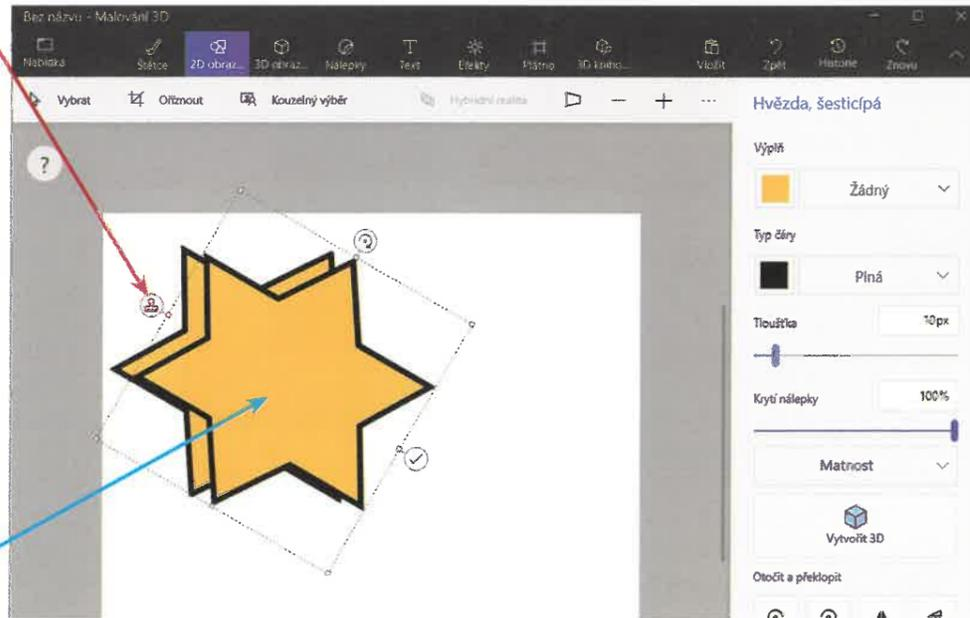 Bez názvu - Malování 3D
Nabídka
Štětce
2D obraz...
3D obraz...
Nálepky
Text
Efekty
Plátno
3D kniho...
Vložit
Zpět
Historie
Znovu
Vybrat
Oříznout
Kouzelný výběr
Hybridní realita
Hvězda, šesticípá
?
Výplň
Žádný
Typ čáry
Plná
Tloušťka
10px
Krytí nálepky
100%
Matnost
Vytvořit 3D
Otočit a překlopit